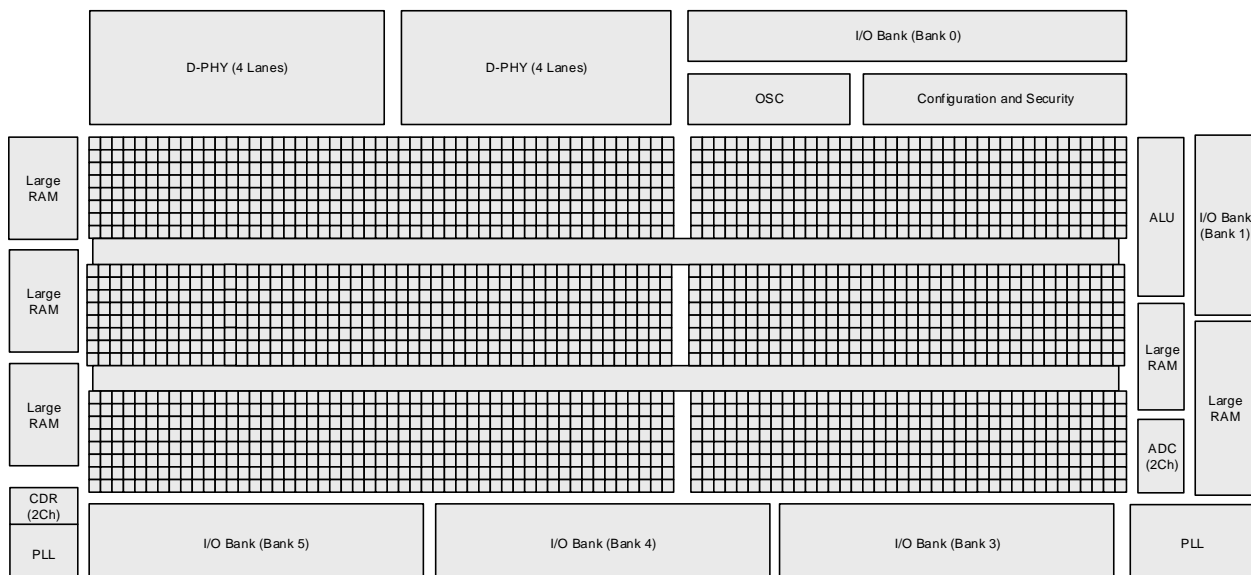 D-PHY (4 Lanes)
D-PHY (4 Lanes)
I/O Bank (Bank 0)
OSC
Configuration and Security
Large
RAM
ALU
I/O Bank
(Bank 1)
Large
RAM
Large
RAM
Large
RAM
Large
RAM
ADC
(2Ch)
CDR
(2Ch)
PLL
I/O Bank (Bank 5)
I/O Bank (Bank 4)
I/O Bank (Bank 3)
PLL